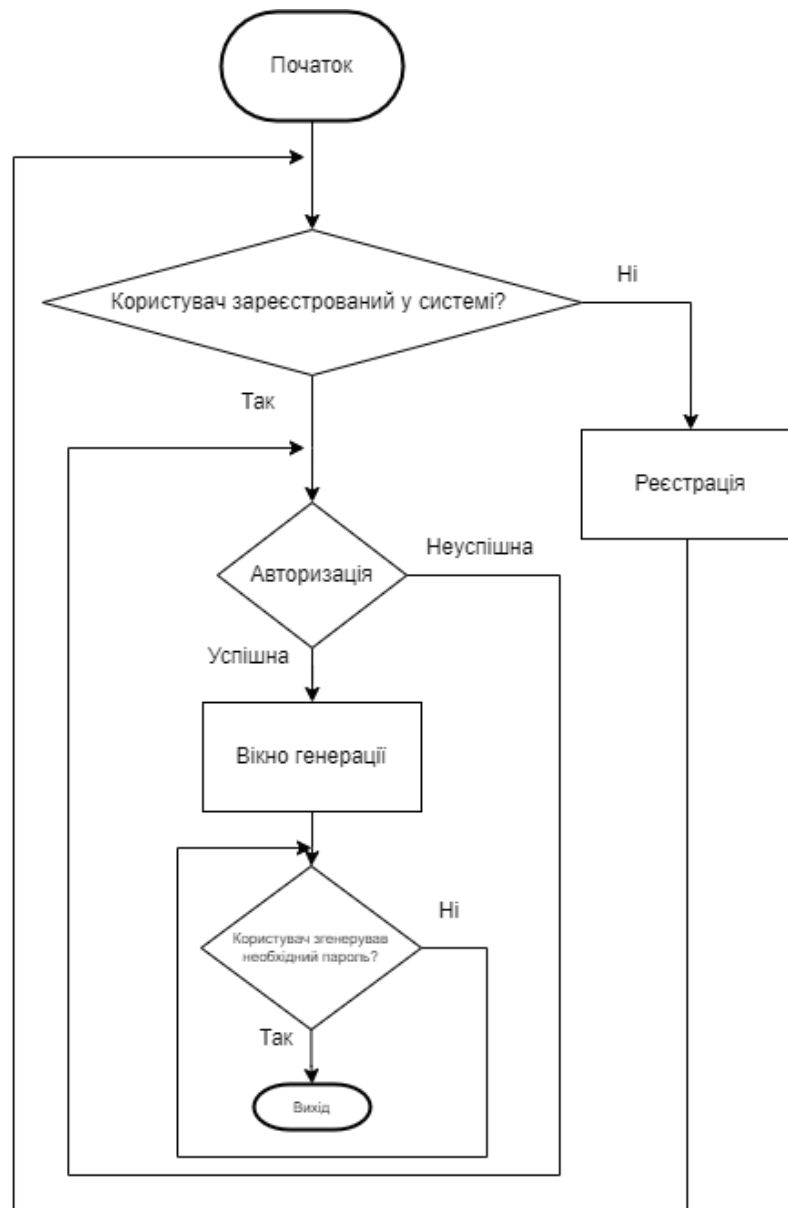 Початок
Користувач зареєстрований у системі?
Ні
Так
Реєстрація
Авторизація
Неуспішна
Успішна
Вікно генерації
Користувач згенерував
необхідний пароль?
Ні
Так
Вихід